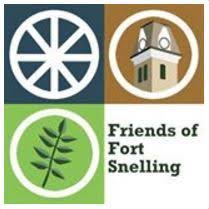 Friends of
Fort
Snelling